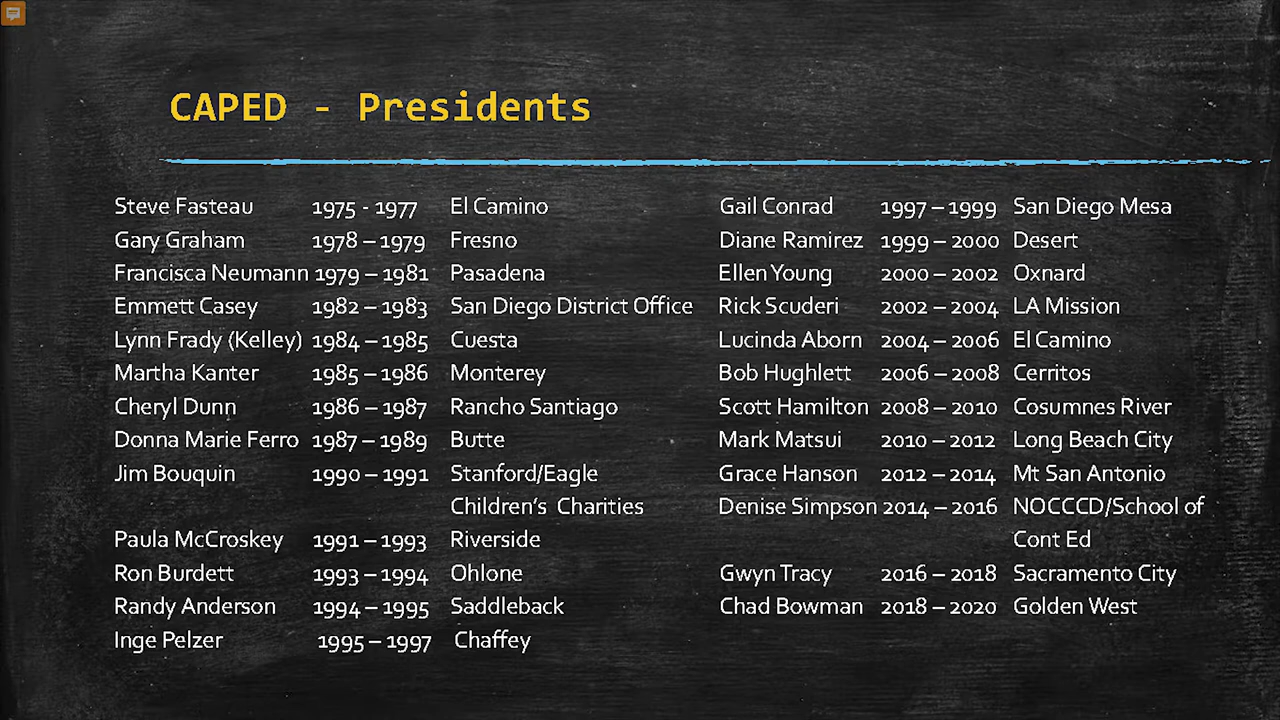 CAPED - Presidents
Steve Fasteau 1975 - 1977 El Camino
Gary Graham 1978 – 1979 Fresno
Francisca Neumann 1979 – 1981 Pasadena
Emmett Casey 1982 – 1983 San Diego District Office
Lynn Frady (Kelley) 1984 – 1985 Cuesta
Martha Kanter 1985 – 1986 Monterey
Cheryl Dunn 1986 – 1987 Rancho Santiago
Donna Marie Ferro 1987 – 1989 Butte
Jim Bouquin 1990 – 1991 Stanford/Eagle
Children's Charities
Paula McCroskey 1991 – 1993 Riverside
Ron Burdett 1993 – 1994 Ohlone
Randy Anderson 1994 – 1995 Saddleback
Inge Pelzer 1995 – 1997 Chaffey
Gail Conrad 1997 – 1999 San Diego Mesa
Diane Ramirez 1999 – 2000 Desert
Ellen Young 2000 – 2002 Oxnard
Rick Scuderi 2002 – 2004 LA Mission
Lucinda Aborn 2004 – 2006 El Camino
Bob Hughlett 2006 – 2008 Cerritos
Scott Hamilton 2008 – 2010 Cosumnes River
Mark Matsui 2010 – 2012 Long Beach City
Grace Hanson 2012 – 2014 Mt San Antonio
Denise Simpson 2014 – 2016 NOCCCD/School of
Cont Ed
Gwyn Tracy 2016 – 2018 Sacramento City
Chad Bowman 2018 – 2020 Golden West